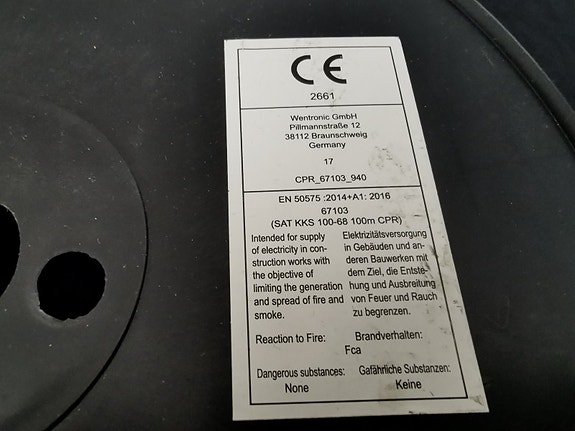 CE
2661
Wentronic GmbH
Pillmannstraße 12
38112 Braunschweig
Germany
17
CPR_67103_940
EN 50575 :2014+A1: 2016
67103
(SAT KKS 100-68 100m CPR)
Intended for supply
of electricity in con-
struction works with
the objective of
limiting the generation
and spread of fire and
smoke.
Elektrizitätsversorgung
in Gebäuden und an-
deren Bauwerken mit
dem Ziel, die Entste-
hung und Ausbreitung
von Feuer und Rauch
zu begrenzen.
Reaction to Fire: Brandverhalten:
Fca
Dangerous substances: Gafährliche Substanzen:
None Keine